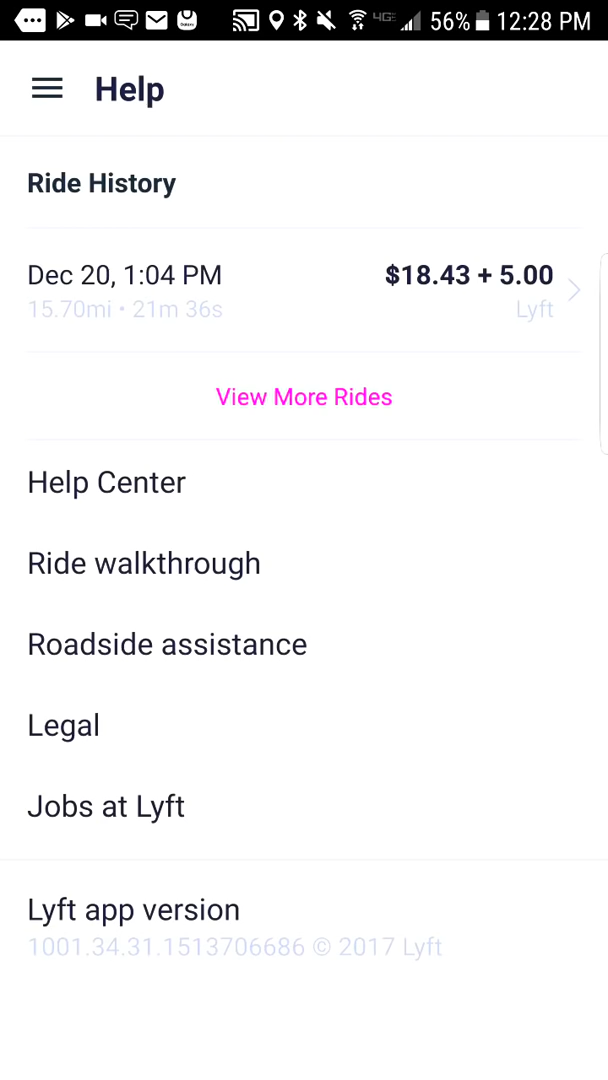 56% 12:28 PM
Help
Ride History
Dec 20, 1:04 PM $18.43 + 5.00
15.70mi • 21m 36s Lyft
View More Rides
Help Center
Ride walkthrough
Roadside assistance
Legal
Jobs at Lyft
Lyft app version
1001.34.31.1513706686 © 2017 Lyft